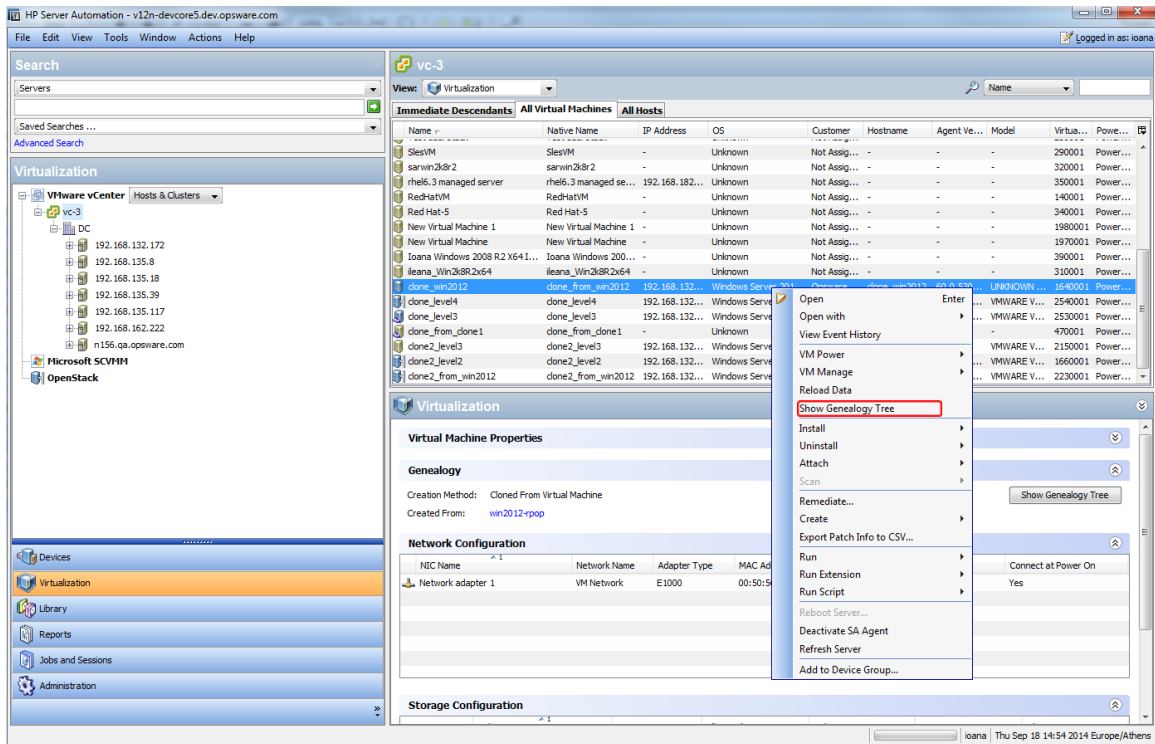 HP Server Automation - v12n-devcore5.dev.opsware.com
File Edit View Tools Window Actions Help
Logged in as: ioana
Search
Servers
Saved Searches ...
Advanced Search
Virtualization
VMware vCenter Hosts & Clusters
vc-3
DC
192.168.132.172
192.168.135.8
192.168.135.18
192.168.135.39
192.168.135.117
192.168.162.222
n156.qa.opsware.com
Microsoft SCVMM
OpenStack
Devices
Virtualization
Library
Reports
Jobs and Sessions
Administration
vc-3
View: Virtualization
Name
Immediate Descendants All Virtual Machines All Hosts
Name Native Name IP Address OS Customer Hostname Agent Ve... Model Virtua... Powe...
SlesVM SlesVM - Unknown Not Assig... - - - 290001 Power...
sarwin2k8r2 sarwin2k8r2 - Unknown Not Assig... - - - 320001 Power...
rhel6.3 managed server rhel6.3 managed se... 192.168.182... Unknown Not Assig... - - - 350001 Power...
RedHatVM RedHatVM - Unknown Not Assig... - - - 140001 Power...
Red Hat-5 Red Hat-5 - Unknown Not Assig... - - - 340001 Power...
New Virtual Machine 1 New Virtual Machine 1 - Unknown Not Assig... - - - 1980001 Power...
New Virtual Machine New Virtual Machine - Unknown Not Assig... - - - 1970001 Power...
Ioana Windows 2008 R2 X64 I... Ioana Windows 200... - Unknown Not Assig... - - - 390001 Power...
ileana_Win2k8R2x64 ileana_Win2k8R2x64 - Unknown Not Assig... - - - 310001 Power...
clone_win2012 clone_from_win2012 192.168.132... Windows Server 201 Opsware clone_win2012 60.0.520... UNKNOWN ... 1640001 Power...
clone_level4 clone_level4 192.168.132... Windows Serve VMWARE V... 2540001 Power...
clone_level3 clone_level3 192.168.132... Windows Serve VMWARE V... 2530001 Power...
clone_from_clone1 clone_from_clone1 - Unknown - 470001 Power...
clone2_level3 clone2_level3 192.168.132... Windows Serve VMWARE V... 2150001 Power...
clone2_level2 clone2_level2 192.168.132... Windows Serve VMWARE V... 1660001 Power...
clone2_from_win2012 clone2_from_win2012 192.168.132... Windows Serve VMWARE V... 2230001 Power...
Open Enter
Open with
View Event History
VM Power
VM Manage
Reload Data
Show Genealogy Tree
Install
Uninstall
Attach
Scan
Remediate...
Create
Export Patch Info to CSV...
Run
Run Extension
Run Script
Reboot Server...
Deactivate SA Agent
Refresh Server
Add to Device Group...
Virtualization
Virtual Machine Properties
Genealogy
Creation Method: Cloned From Virtual Machine
Show Genealogy Tree
Created From: win2012-rpop
Network Configuration
NIC Name 1 Network Name Adapter Type MAC Ad Connect at Power On
Network adapter 1 VM Network E1000 00:50:5 Yes
Storage Configuration
1
ioana Thu Sep 18 14:54 2014 Europe/Athens